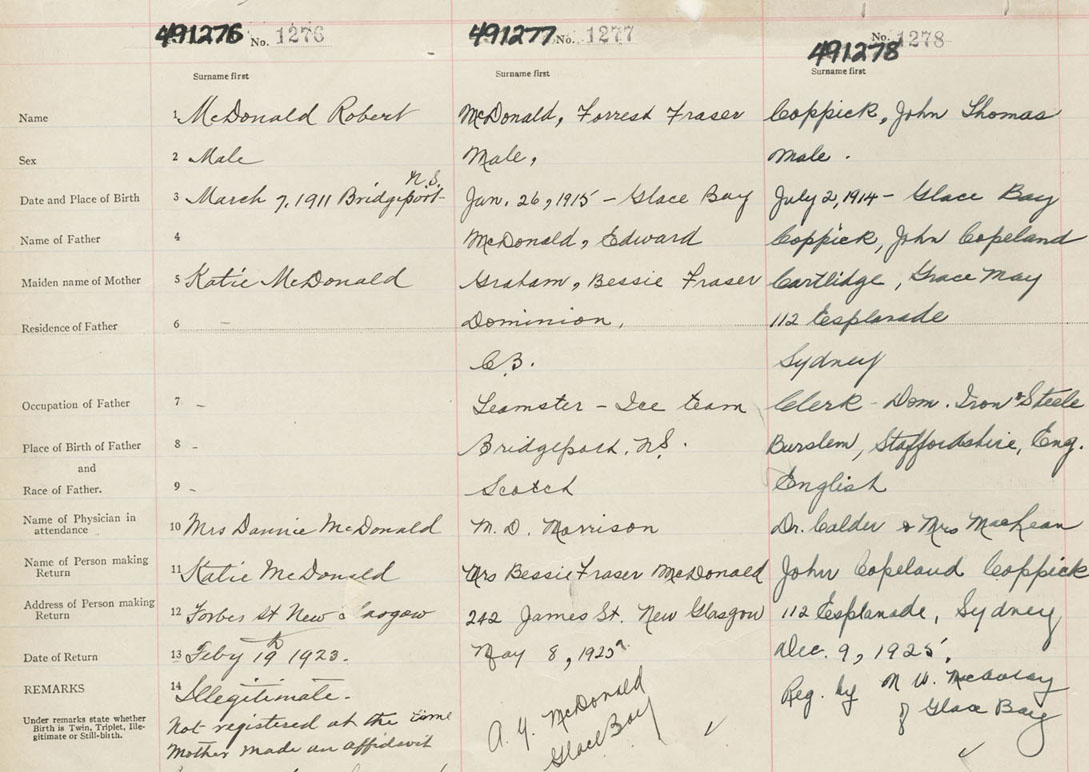 491276 No. 1276 491277 No. 1277 491278 No. 1278
Surname first Surname first Surname first
Name 1 McDonald Robert McDonald, Forrest Fraser Coppick, John Thomas
Sex 2 Male Male, Male.
N.S.
Date and Place of Birth 3 March 7, 1911 Bridgeport Jan. 26, 1915 - Glace Bay July 2, 1914 - Glace Bay
Name of Father 4 McDonald, Edward Coppick, John Copeland
Maiden name of Mother 5 Katie McDonald Graham, Bessie Fraser Cartlidge, Grace May
Residence of Father 6 - Dominion, 112 Esplanade
C.B. Sydney
Occupation of Father 7 - Teamster - Ice team Clerk - Dom. Iron & Steele
Place of Birth of Father 8 - Bridgeport, N.S. Burslem, Staffordshire, Eng.
and
Race of Father. 9 - Scotch English
Name of Physician in
attendance 10 Mrs Dannie McDonald M. D. Morrison Dr. Calder & Mrs MacLean
Name of Person making
Return 11 Katie McDonald Mrs Bessie Fraser McDonald John Copeland Coppick
Address of Person making
Return 12 Forbes St New Glasgow 242 James St. New Glasgow 112 Esplanade, Sydney
Date of Return 13 Feby 19th 1923. May 8, 1925 Dec. 9, 1925,
REMARKS 14 Illegitimate. A. Y. McDonald Reg. by M. W.
Under remarks state whether
Birth is Twin, Triplet, Ille-
gitimate or Still-birth.
Not registered at the time Glace Bay of Glace Bay
Mother made an affidavit